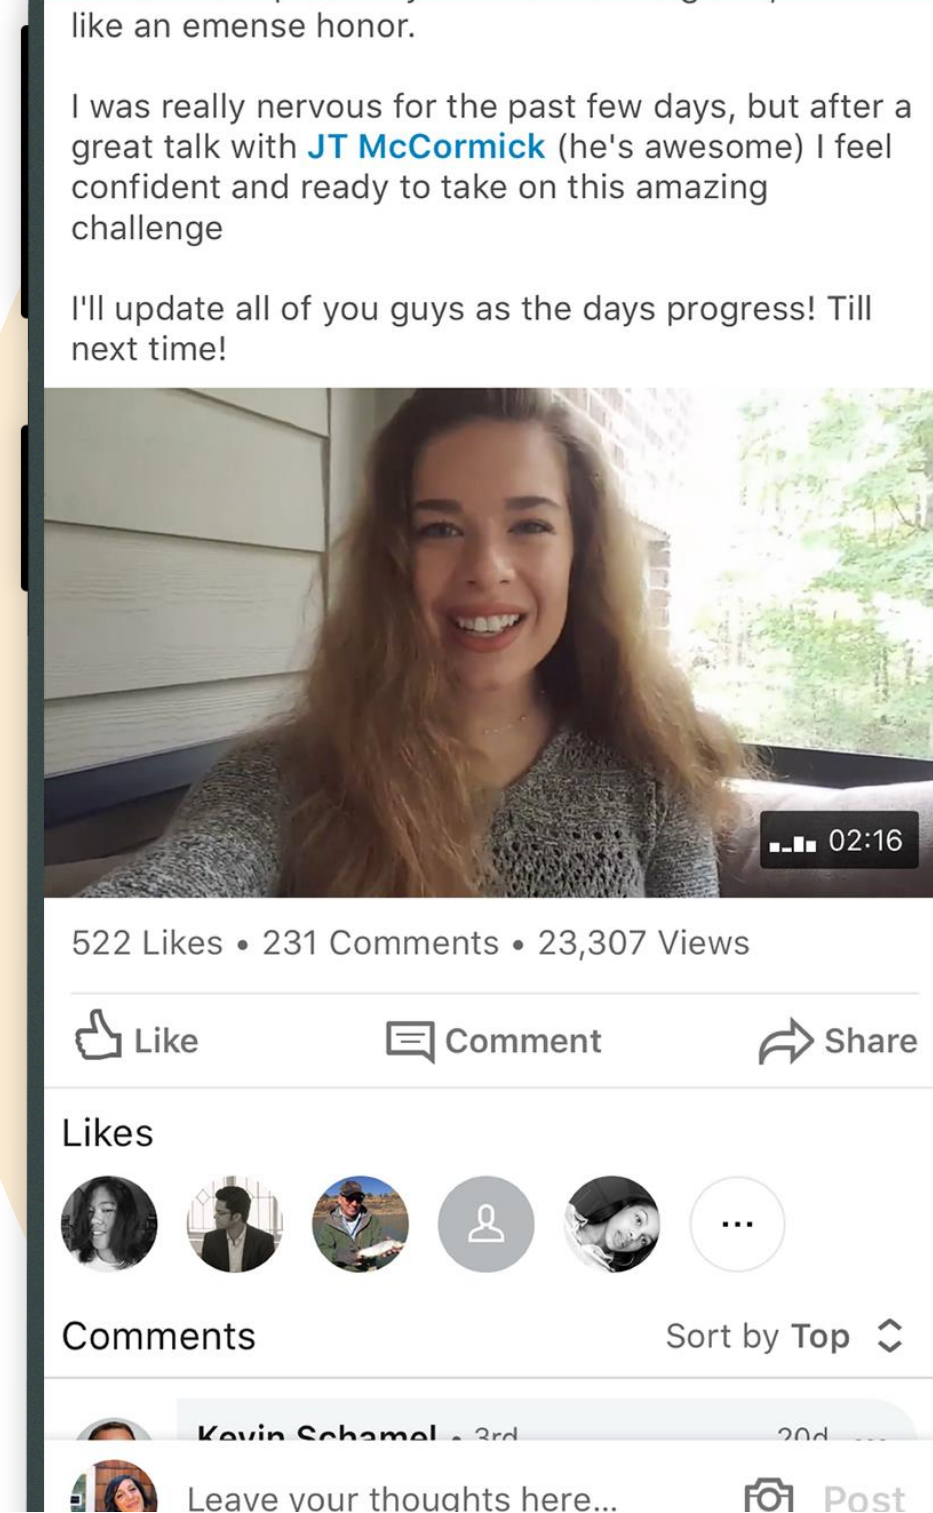 like an emense honor.
I was really nervous for the past few days, but after a
great talk with JT McCormick (he's awesome) I feel
confident and ready to take on this amazing
challenge
I'll update all of you guys as the days progress! Till
next time!
02:16
522 Likes • 231 Comments • 23,307 Views
Like Comment Share
Likes
...
Comments Sort by Top
Kevin Schamel • 3rd 20d ...
Leave your thoughts here... Post